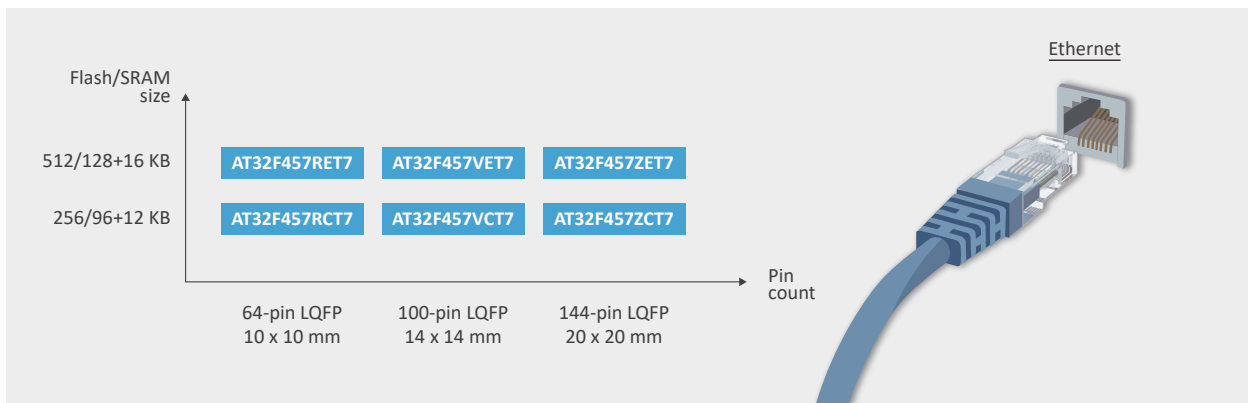 Ethernet
Flash/SRAM
size
512/128+16 KB
AT32F457RET7 AT32F457VET7 AT32F457ZET7
256/96+12 KB
AT32F457RCT7 AT32F457VCT7 AT32F457ZCT7
Pin
count
64-pin LQFP
10 x 10 mm
100-pin LQFP
14 x 14 mm
144-pin LQFP
20 x 20 mm